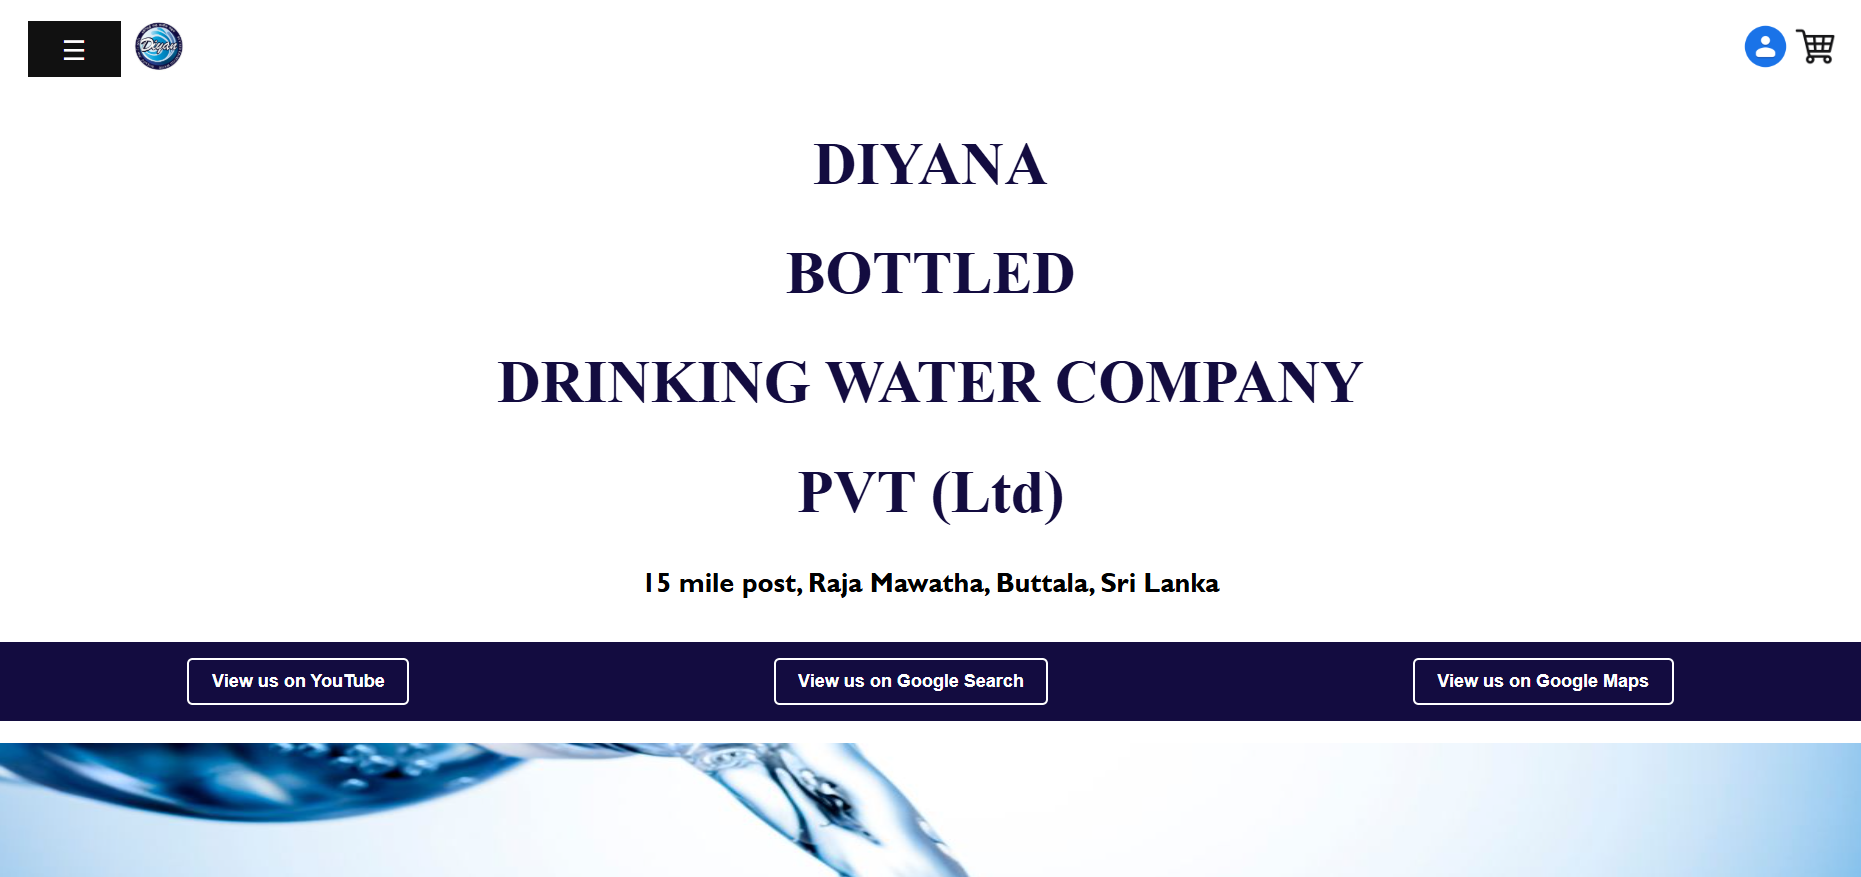 Diyan
DIYANA
BOTTLED
DRINKING WATER COMPANY
PVT (Ltd)
15 mile post, Raja Mawatha, Buttala, Sri Lanka
View us on YouTube
View us on Google Search
View us on Google Maps